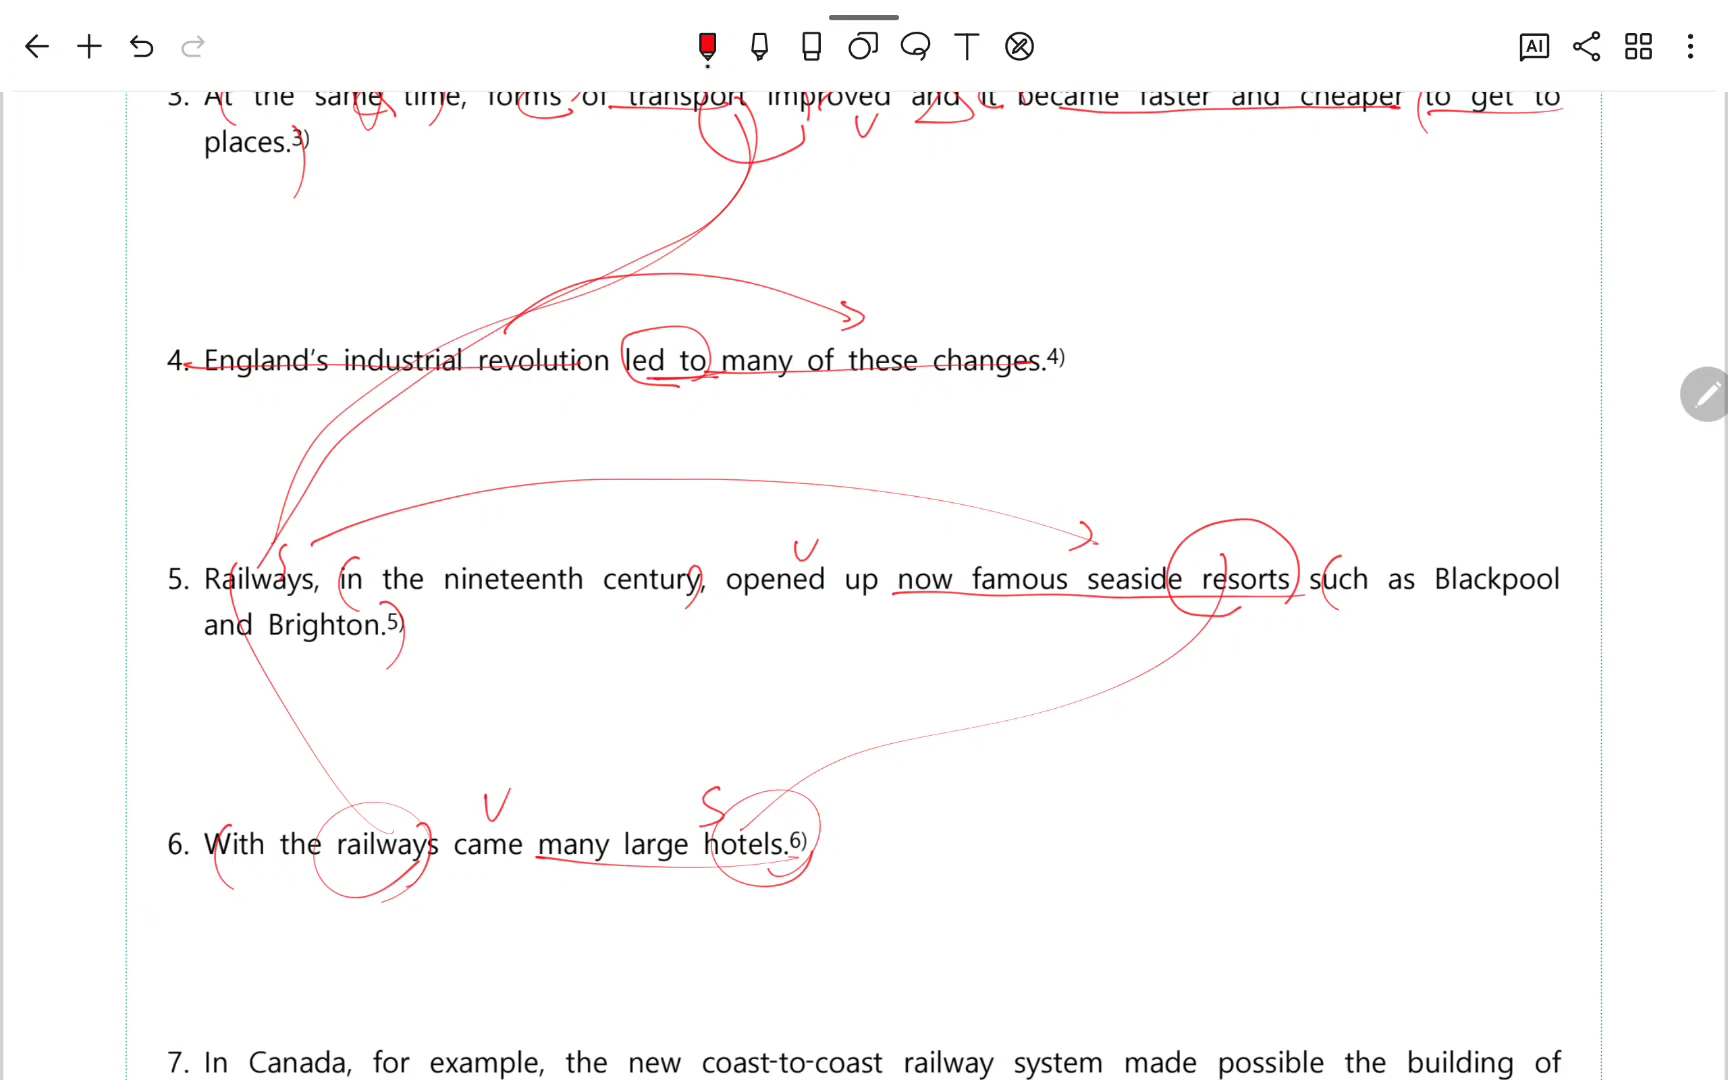 AI
3. At the same time, forms of transport improved and it became faster and cheaper to get to
places.3)
4. England's industrial revolution led to many of these changes.4)
V
S
V
5. Railways, in the nineteenth century, opened up now famous seaside resorts such as Blackpool
and Brighton.5)
V
S
6. With the railways came many large hotels.6)
7. In Canada, for example, the new coast-to-coast railway system made possible the building of